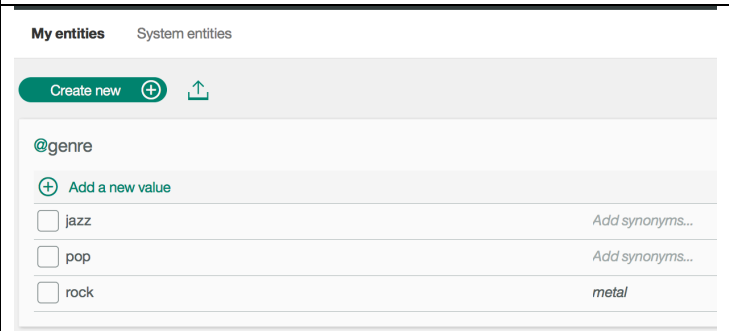 My entities System entities
Create new
@genre
Add a new value
jazz Add synonyms...
pop Add synonyms...
rock metal